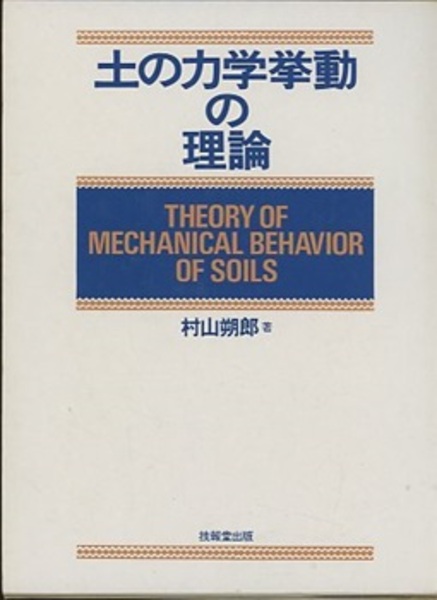 土の力学挙動
の
理論
THEORY OF
MECHANICAL BEHAVIOR
OF SOILS
村山朔郎 著
技報堂出版